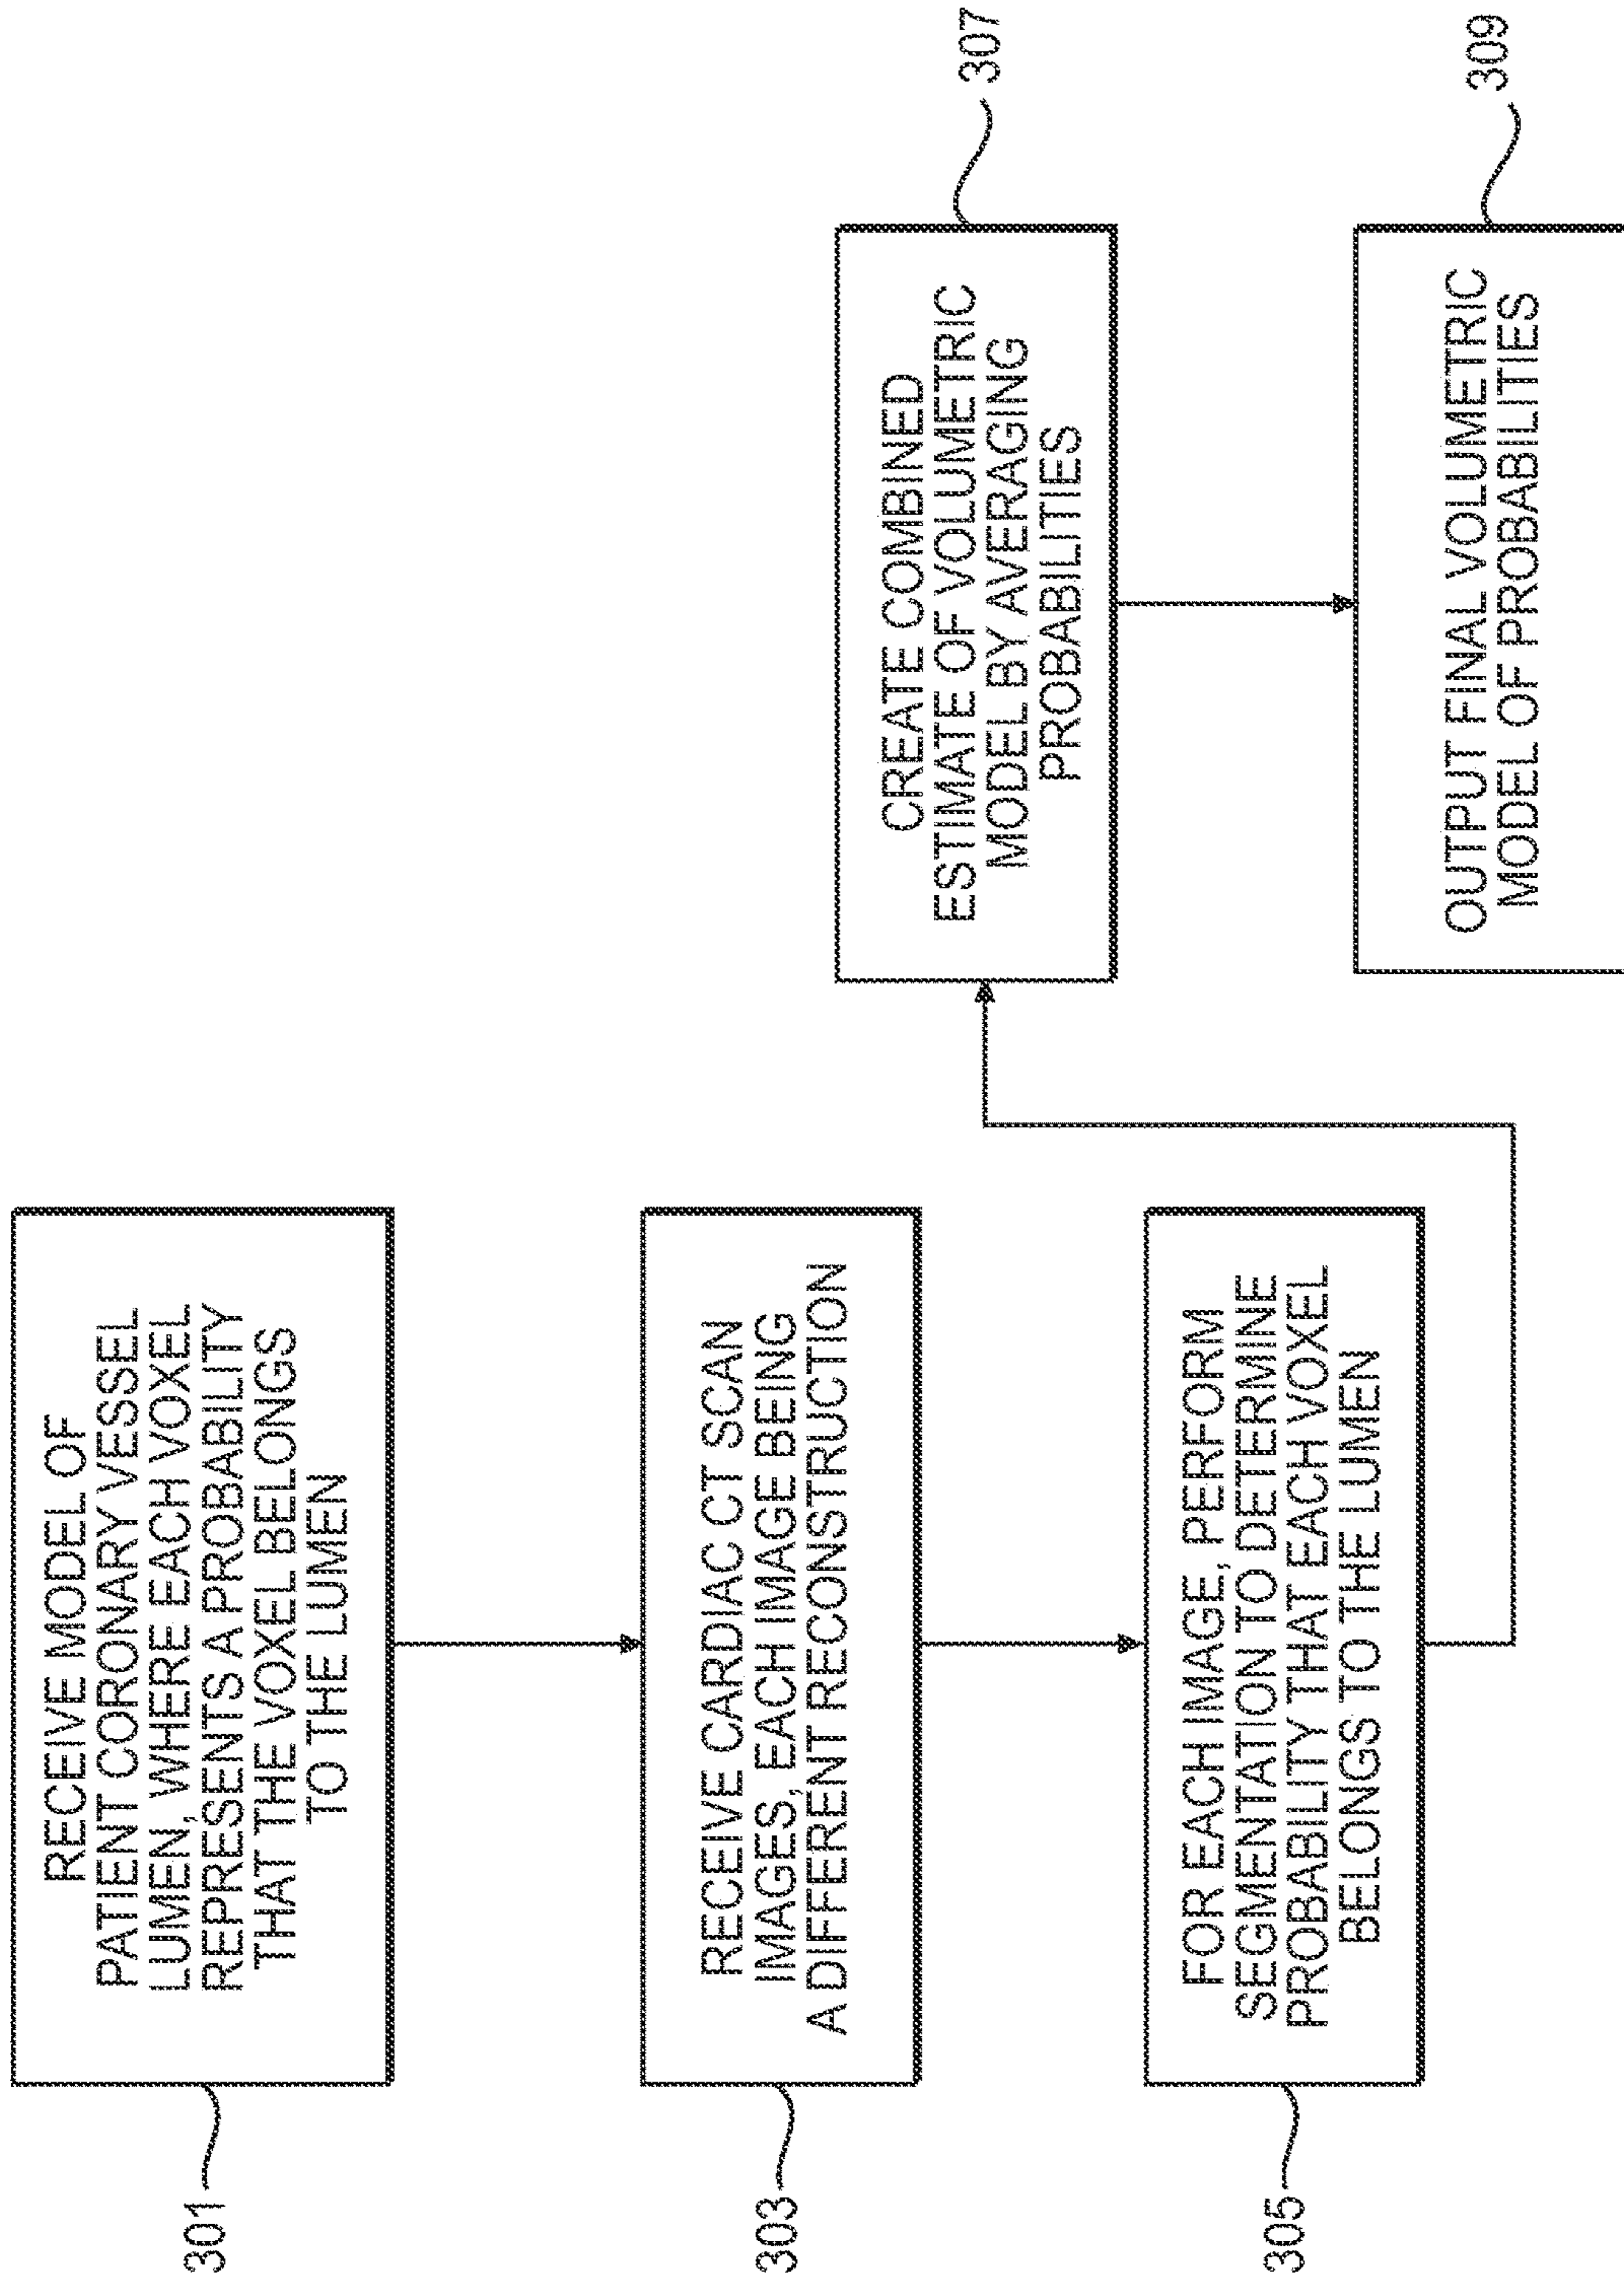 301
RECEIVE MODEL OF
PATIENT CORONARY VESSEL
LUMEN, WHERE EACH VOXEL
REPRESENTS A PROBABILITY
THAT THE VOXEL BELONGS
TO THE LUMEN
303
RECEIVE CARDIAC CT SCAN
IMAGES, EACH IMAGE BEING
A DIFFERENT RECONSTRUCTION
305
FOR EACH IMAGE, PERFORM
SEGMENTATION TO DETERMINE
PROBABILITY THAT EACH VOXEL
BELONGS TO THE LUMEN
307
CREATE COMBINED
ESTIMATE OF VOLUMETRIC
MODEL BY AVERAGING
PROBABILITIES
309
OUTPUT FINAL VOLUMETRIC
MODEL OF PROBABILITIES